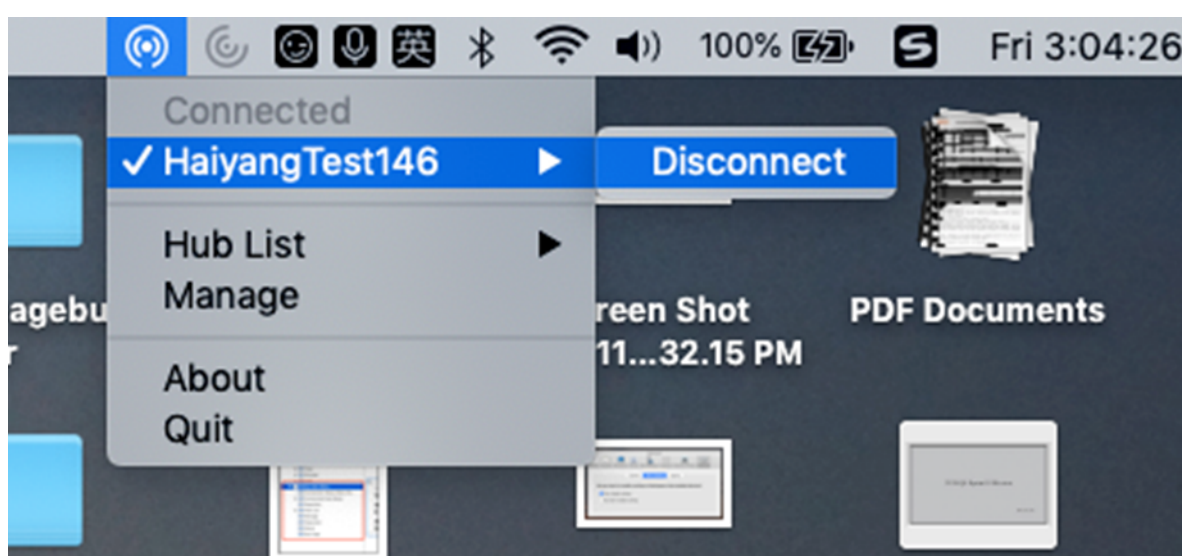 英
100%
Fri 3:04:26
Connected
HaiyangTest146
Disconnect
Hub List
Manage
agebu
r
reen Shot
11...32.15 PM
PDF Documents
About
Quit